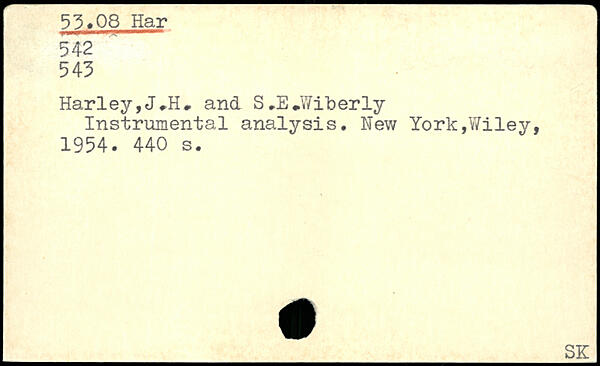 53.08 Har
542
543
Harley,J.H. and S.E.Wiberly
Instrumental analysis. New York,Wiley,
1954. 440 s.
SK